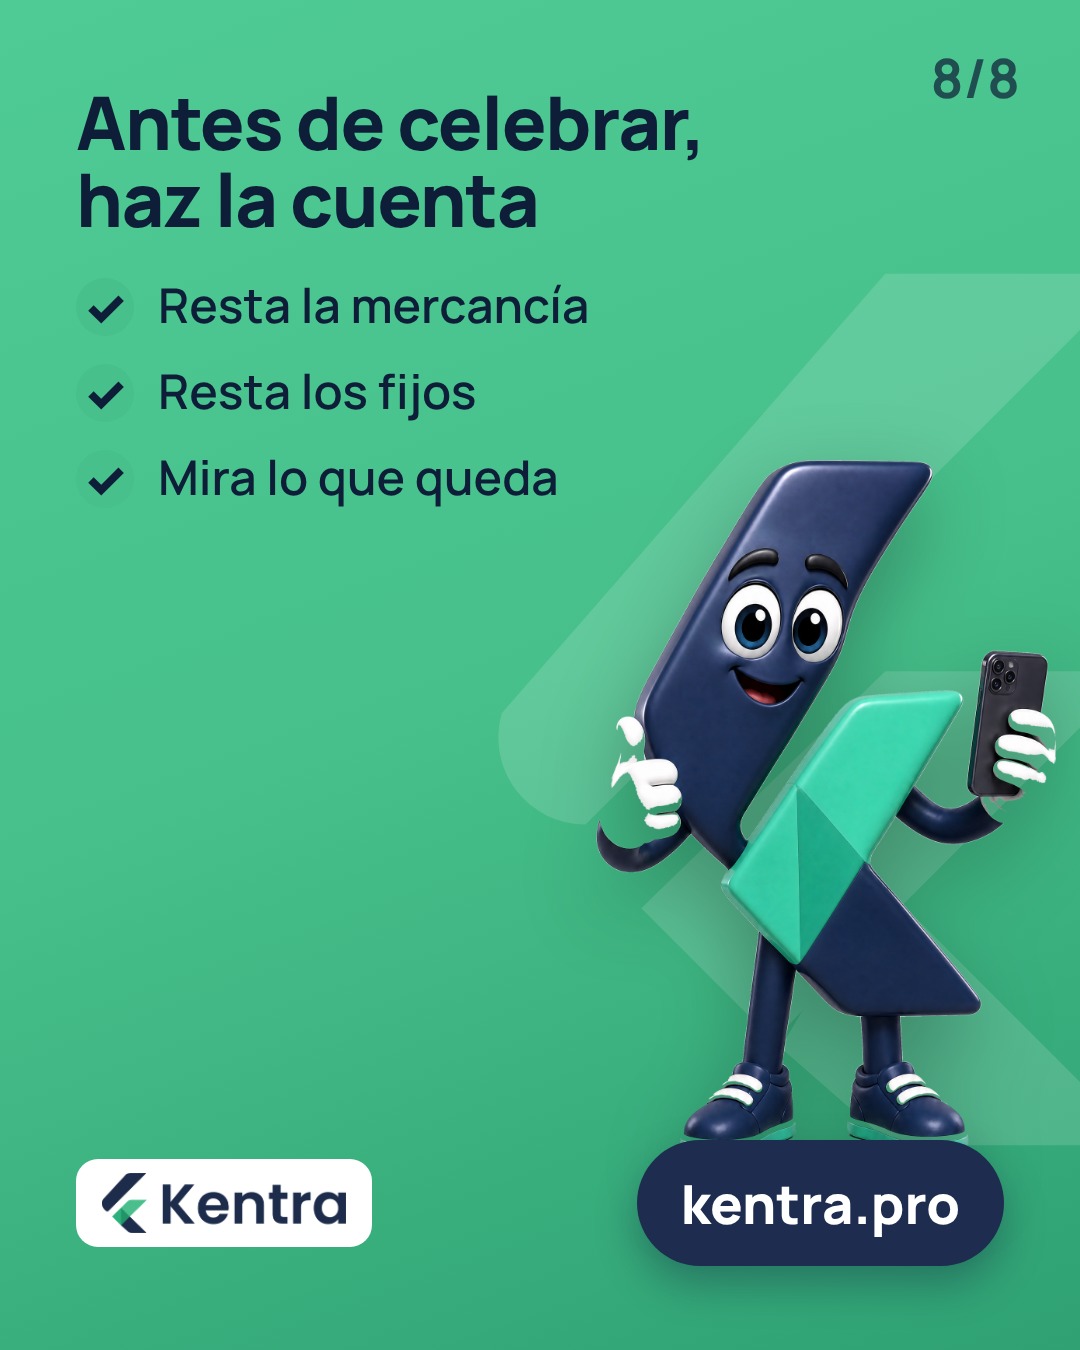 8/8
Antes de celebrar,
haz la cuenta
Resta la mercancía
Resta los fijos
Mira lo que queda
Kentra
kentra.pro